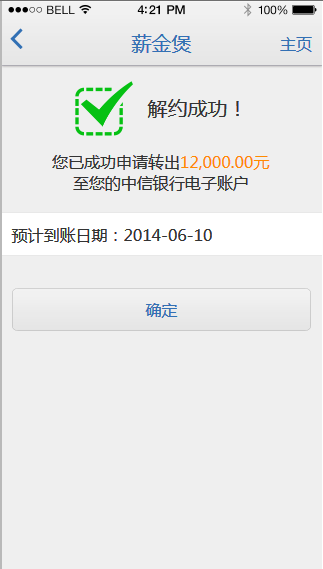 BELL 4:21 PM 100%
薪金煲 主页
解约成功！
您已成功申请转出12,000.00元
至您的中信银行电子账户
预计到账日期：2014-06-10
确定